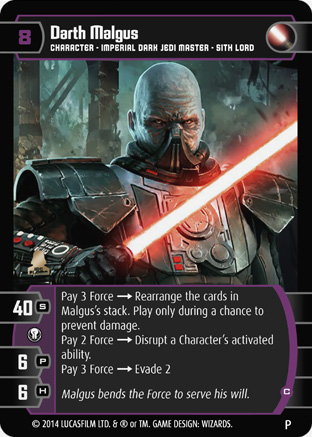 8 Darth Malgus
CHARACTER • IMPERIAL DARK JEDI MASTER • SITH LORD
40 S
Pay 3 Force → Rearrange the cards in
Malgus's stack. Play only during a chance to
prevent damage.
Pay 2 Force → Disrupt a Character's activated
ability.
6 P
Pay 3 Force → Evade 2
6 H
Malgus bends the Force to serve his will.
C
© 2014 LUCASFILM LTD. & ® or TM. GAME DESIGN: WIZARDS.
P